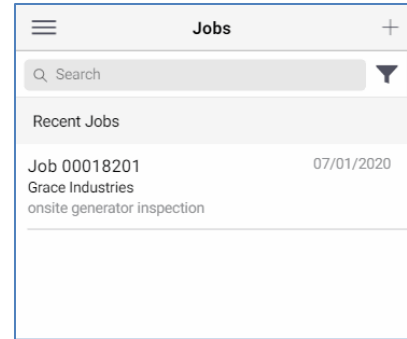 Jobs
Search
Recent Jobs
Job 00018201 07/01/2020
Grace Industries
onsite generator inspection